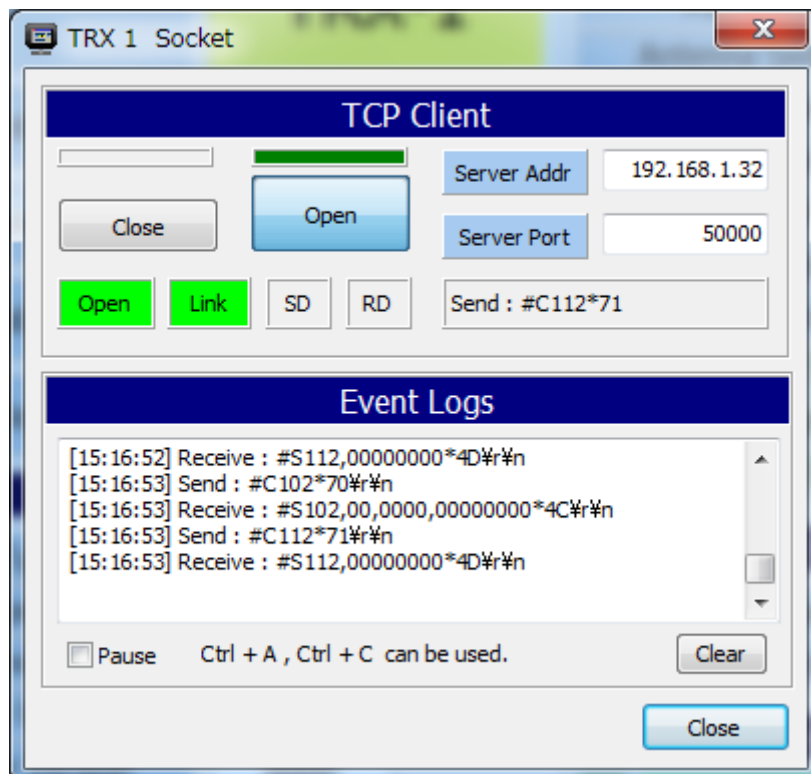 TRX 1 Socket
TCP Client
Close
Open
Server Addr
192.168.1.32
Server Port
50000
Open
Link
SD
RD
Send : #C112*71
Event Logs
[15:16:52] Receive : #S112,00000000*4D¥r¥n
[15:16:53] Send : #C102*70¥r¥n
[15:16:53] Receive : #S102,00,0000,00000000*4C¥r¥n
[15:16:53] Send : #C112*71¥r¥n
[15:16:53] Receive : #S112,00000000*4D¥r¥n
Pause
Ctrl + A , Ctrl + C can be used.
Clear
Close